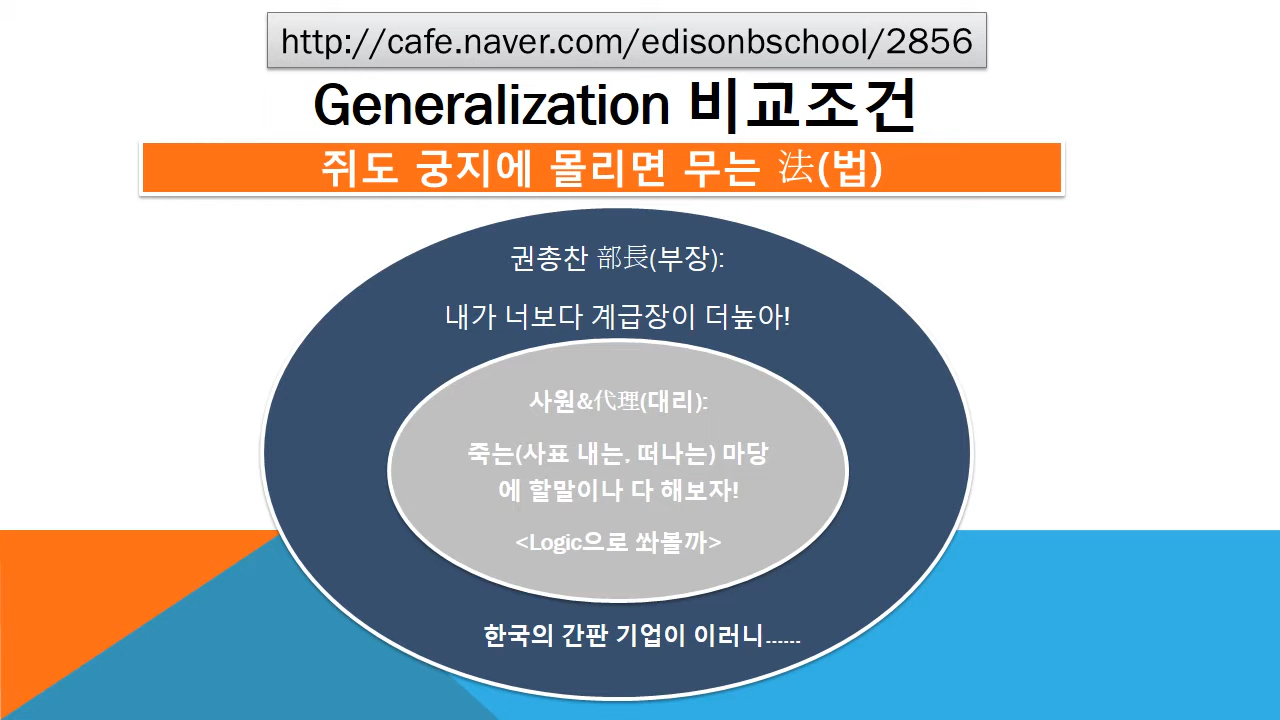 http://cafe.naver.com/edisonbschool/2856
Generalization 비교조건
쥐도 궁지에 몰리면 무는 法(법)
권총찬 部長(부장):
내가 너보다 계급장이 더높아!
사원&代理(대리):
죽는(사표 내는. 떠나는) 마당
에 할말이나 다 해보자!
<Logic으로 쏴볼까>
한국의 간판 기업이 이러니......